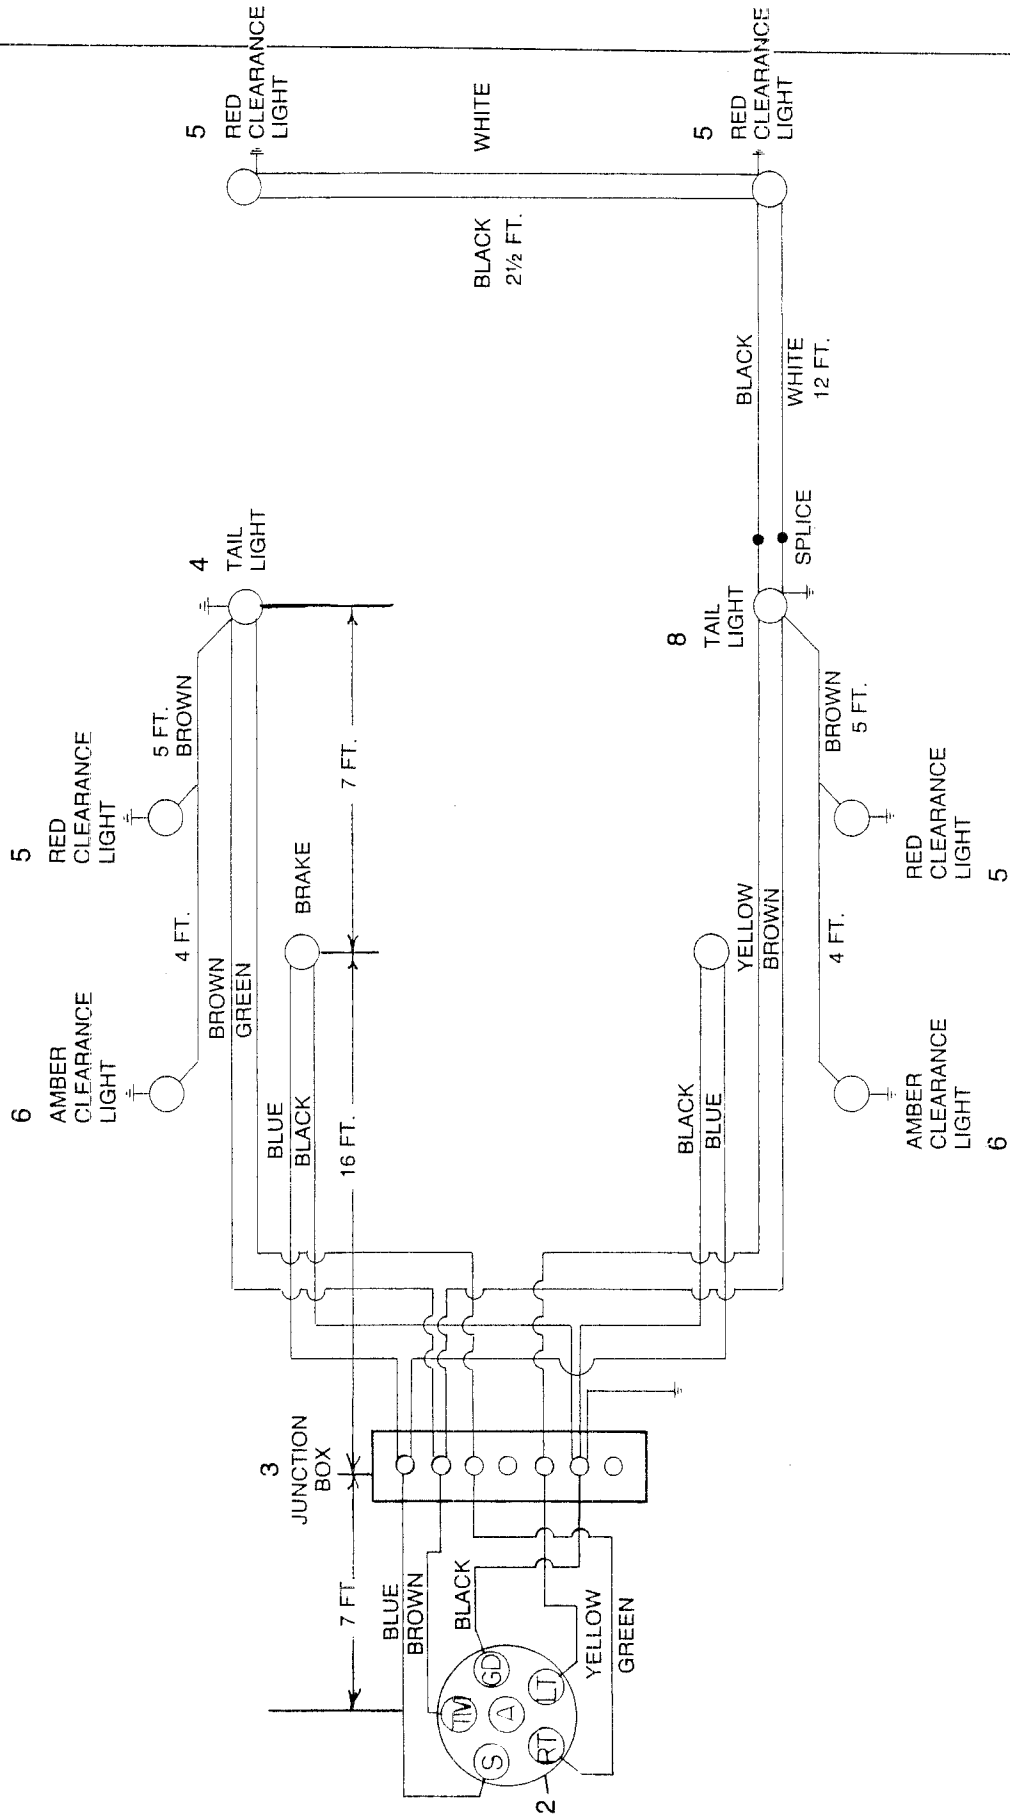 5
RED
CLEARANCE
LIGHT
WHITE
BLACK
2½ FT.
5
RED
CLEARANCE
LIGHT
BLACK
WHITE
12 FT.
SPLICE
4
TAIL
LIGHT
5 FT.
BROWN
5
RED
CLEARANCE
LIGHT
4 FT.
6
AMBER
CLEARANCE
LIGHT
BROWN
GREEN
7 FT.
BRAKE
BLUE
BLACK
16 FT.
8
TAIL
LIGHT
BROWN
5 FT.
YELLOW
BROWN
RED
CLEARANCE
LIGHT
5
4 FT.
BLACK
BLUE
AMBER
CLEARANCE
LIGHT
6
3
JUNCTION
BOX
7 FT.
BLUE
BROWN
BLACK
YELLOW
GREEN
TM
GD
S
A
LT
RT
2